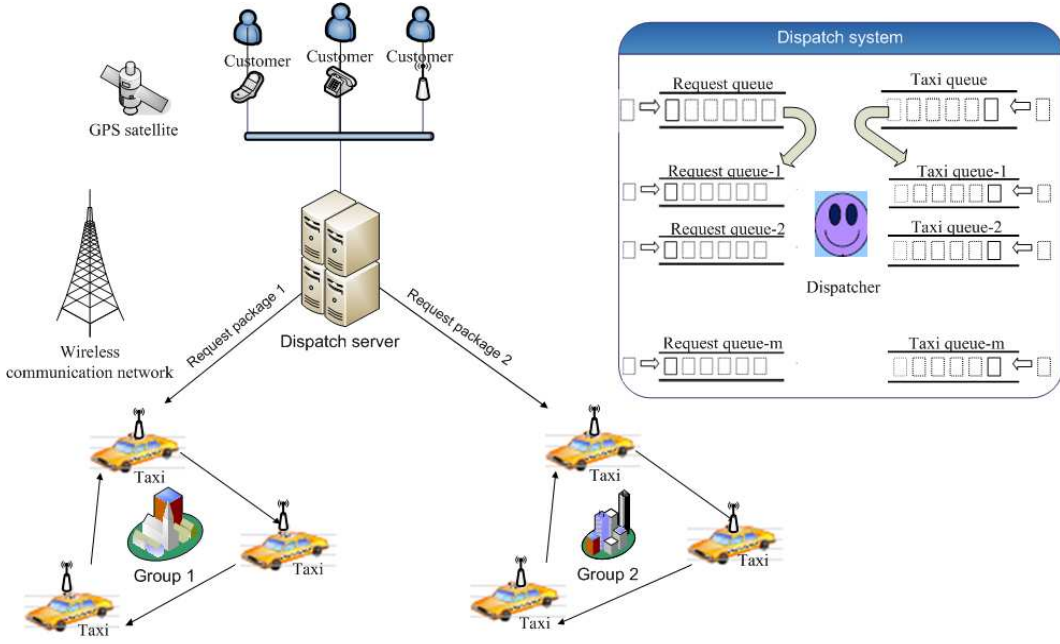 Customer
Customer
Customer
GPS satellite
Dispatch system
Request queue
Taxi queue
Request queue-1
Taxi queue-1
Request queue-2
Taxi queue-2
Dispatcher
Request queue-m
Taxi queue-m
Wireless
communication network
Dispatch server
Request package 1
Request package 2
Taxi
Taxi
Taxi
Group 1
Taxi
Taxi
Taxi
Group 2